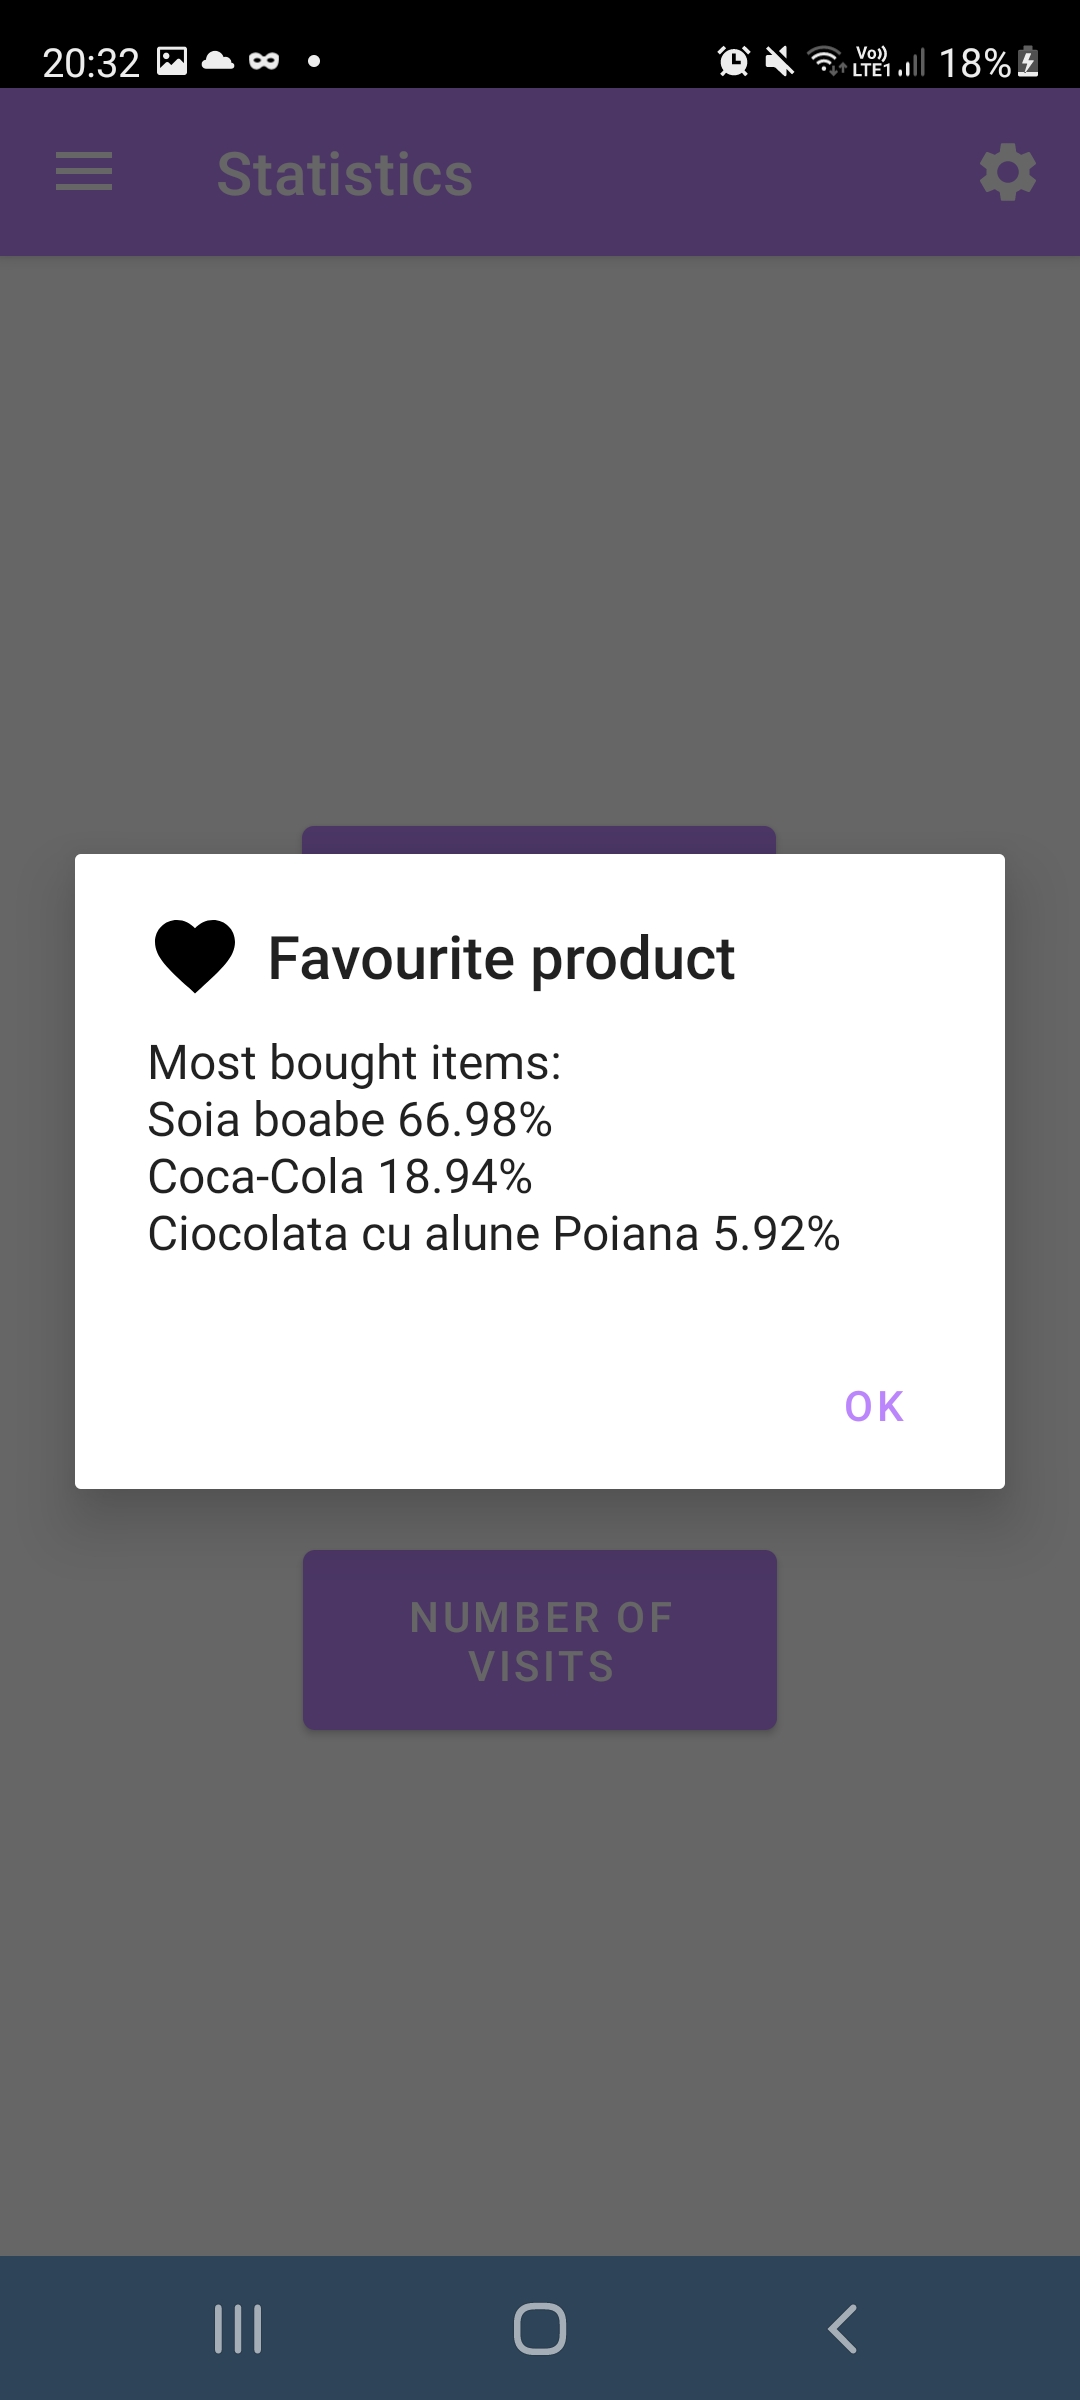 20:32
Vo))
LTE1
18%
Statistics
Favourite product
Most bought items:
Soia boabe 66.98%
Coca-Cola 18.94%
Ciocolata cu alune Poiana 5.92%
OK
NUMBER OF
VISITS